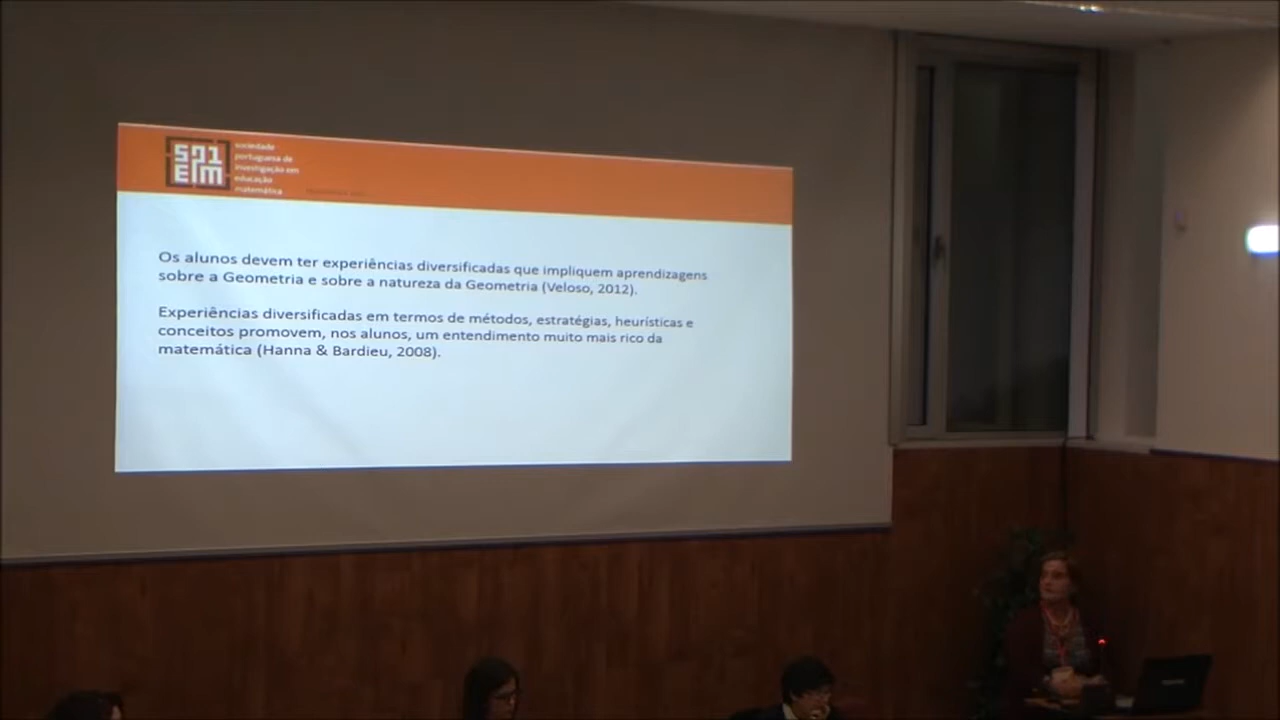 sp1
Em
sociedade
portuguesa de
investigação em
educação
matemática
Os alunos devem ter experiências diversificadas que impliquem aprendizagens
sobre a Geometria e sobre a natureza da Geometria (Veloso, 2012).
Experiências diversificadas em termos de métodos, estratégias, heurísticas e
conceitos promovem, nos alunos, um entendimento muito mais rico da
matemática (Hanna & Bardieu, 2008).